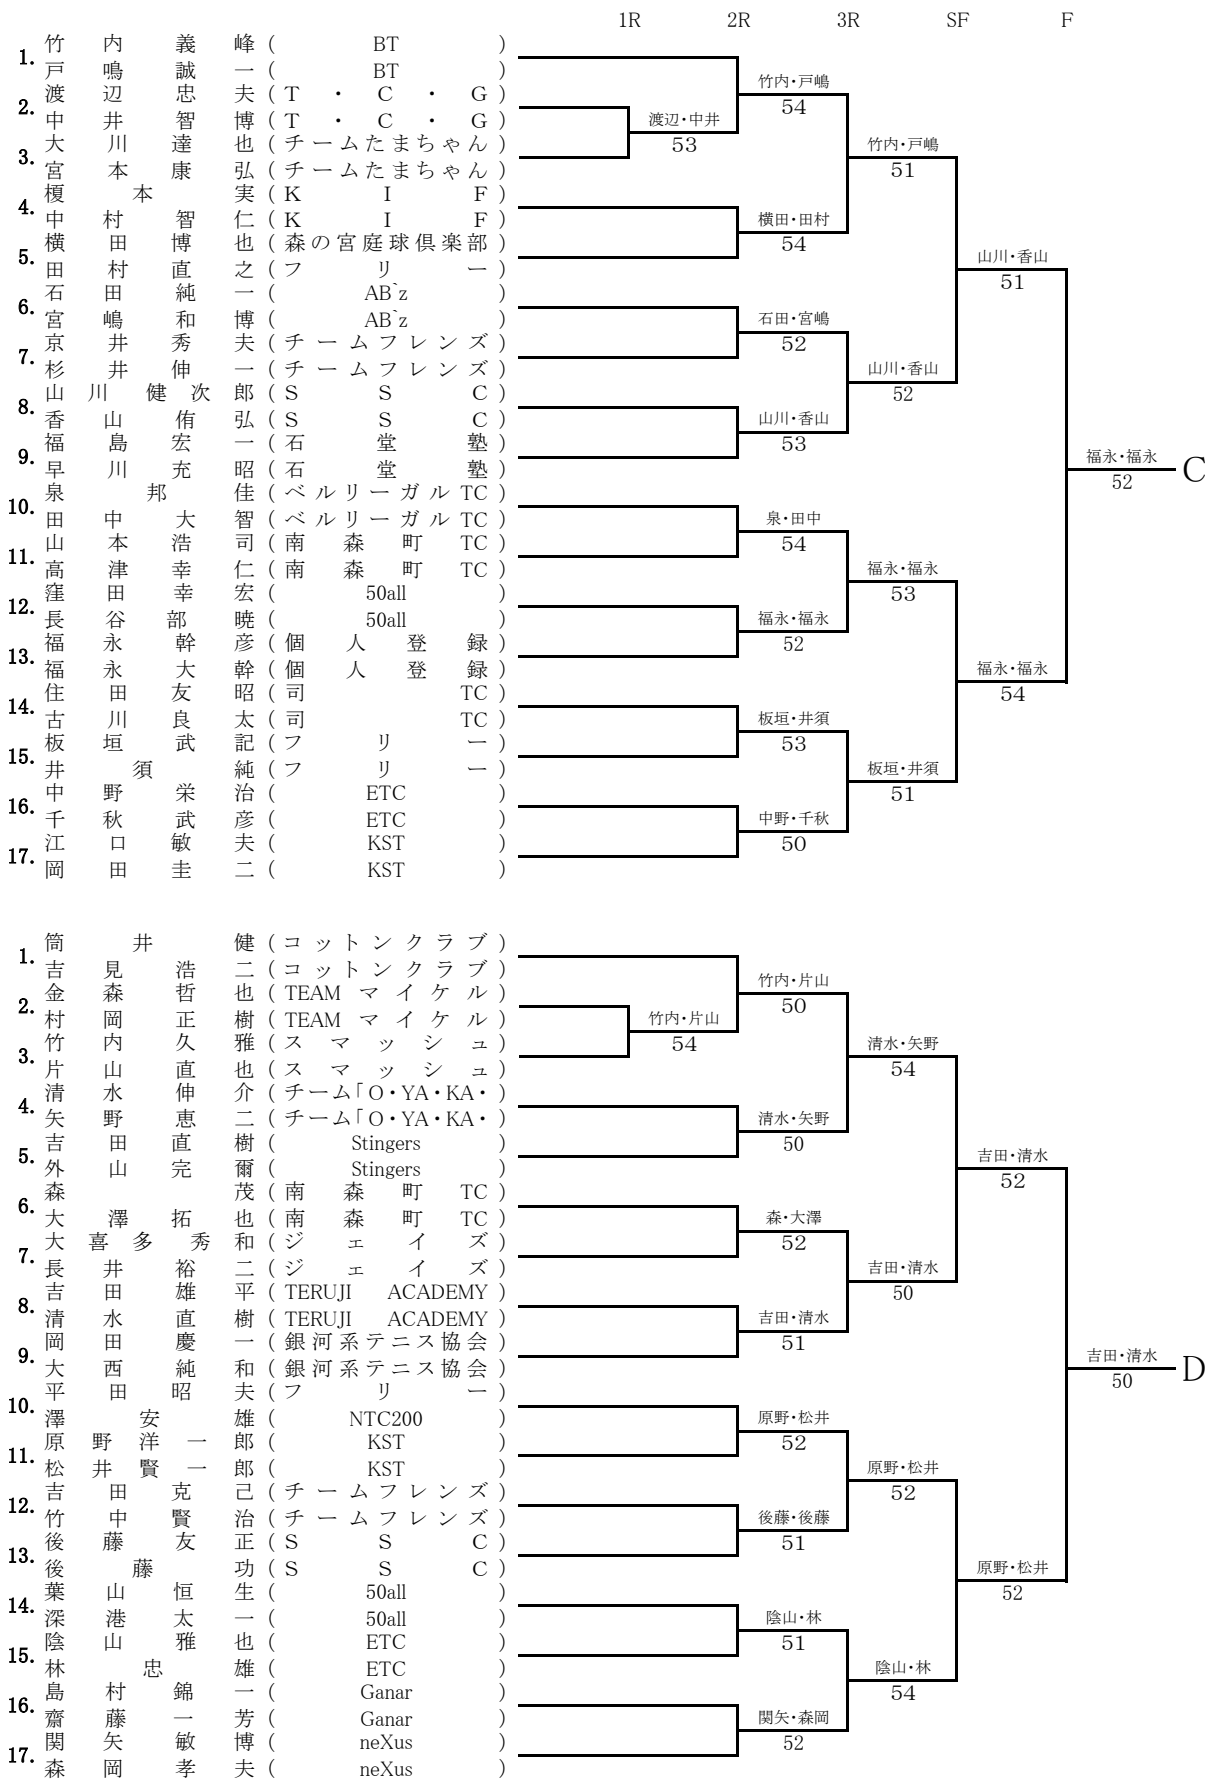 1R 2R 3R SF F
1. 竹内義峰 ( BT )
戸鳴誠一 ( BT )
2. 渡辺忠夫 ( T・C・G )
中井智博 ( T・C・G )
3. 大川達也 ( チームたまちゃん )
宮本康弘 ( チームたまちゃん )
4. 榎本実 ( KIF )
中村智仁 ( KIF )
5. 横田博也 ( 森の宮庭球倶楽部 )
田村直之 ( フリー )
6. 石田純一 ( AB`z )
宮嶋和博 ( AB`z )
7. 京井秀夫 ( チームフレンズ )
杉井伸一 ( チームフレンズ )
8. 山川健次郎 ( SSC )
香山侑弘 ( SSC )
9. 福島宏一 ( 石堂塾 )
早川充昭 ( 石堂塾 )
10. 泉邦佳 ( ベルリーガルTC )
田中大智 ( ベルリーガルTC )
11. 山本浩司 ( 南森町TC )
高津幸仁 ( 南森町TC )
12. 窪田幸宏 ( 50all )
長谷部暁 ( 50all )
13. 福永幹彦 ( 個人登録 )
福永大幹 ( 個人登録 )
14. 住田友昭 ( 司TC )
古川良太 ( 司TC )
15. 板垣武記 ( フリー )
井須純 ( フリー )
16. 中野栄治 ( ETC )
千秋武彦 ( ETC )
17. 江口敏夫 ( KST )
岡田圭二 ( KST )
渡辺・中井
53
竹内・戸嶋
54
横田・田村
54
石田・宮嶋
52
山川・香山
53
泉・田中
54
福永・福永
52
板垣・井須
53
中野・千秋
50
竹内・戸嶋
51
山川・香山
52
福永・福永
53
板垣・井須
51
山川・香山
51
福永・福永
54
福永・福永
52
C
1. 筒井健 ( コットンクラブ )
吉見浩二 ( コットンクラブ )
2. 金森哲也 ( TEAMマイケル )
村岡正樹 ( TEAMマイケル )
3. 竹内久雅 ( スマッシュ )
片山直也 ( スマッシュ )
4. 清水伸介 ( チーム「O・YA・KA・
矢野恵二 ( チーム「O・YA・KA・
5. 吉田直樹 ( Stingers )
外山完爾 ( Stingers )
6. 森茂 ( 南森町TC )
大澤拓也 ( 南森町TC )
7. 大喜多秀和 ( ジェイズ )
長井裕二 ( ジェイズ )
8. 吉田雄平 ( TERUJI ACADEMY )
清水直樹 ( TERUJI ACADEMY )
9. 岡田慶一 ( 銀河系テニス協会 )
大西純和 ( 銀河系テニス協会 )
10. 平田昭夫 ( フリー )
澤安雄 ( NTC200 )
11. 原野洋一郎 ( KST )
松井賢一郎 ( KST )
12. 吉田克己 ( チームフレンズ )
竹中賢治 ( チームフレンズ )
13. 後藤友正 ( SSC )
後藤功 ( SSC )
14. 葉山恒生 ( 50all )
深港太一 ( 50all )
15. 陰山雅也 ( ETC )
林忠雄 ( ETC )
16. 島村錦一 ( Ganar )
齋藤一芳 ( Ganar )
17. 関矢敏博 ( neXus )
森岡孝夫 ( neXus )
竹内・片山
54
竹内・片山
50
清水・矢野
50
森・大澤
52
吉田・清水
51
原野・松井
52
後藤・後藤
51
陰山・林
51
関矢・森岡
52
清水・矢野
54
吉田・清水
50
原野・松井
52
陰山・林
54
吉田・清水
52
原野・松井
52
吉田・清水
50
D